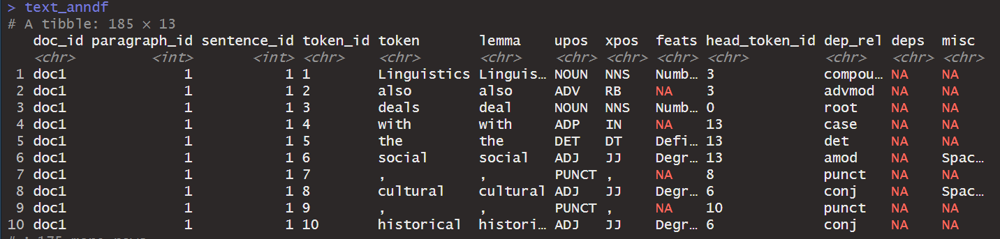 > text_anndf
# A tibble: 185 × 13
doc_id paragraph_id sentence_id token_id token lemma upos xpos feats head_token_id dep_rel deps misc
<chr> <int> <int> <chr> <chr> <chr> <chr> <chr> <chr> <chr> <chr> <chr> <chr>
1 doc1 1 1 1 Linguistics Linguis… NOUN NNS Numb… 3 compou… NA NA
2 doc1 1 1 2 also also ADV RB NA 3 advmod NA NA
3 doc1 1 1 3 deals deal NOUN NNS Numb… 0 root NA NA
4 doc1 1 1 4 with with ADP IN NA 13 case NA NA
5 doc1 1 1 5 the the DET DT Defi… 13 det NA NA
6 doc1 1 1 6 social social ADJ JJ Degr… 13 amod NA Spac…
7 doc1 1 1 7 , , PUNCT , NA 8 punct NA NA
8 doc1 1 1 8 cultural cultural ADJ JJ Degr… 6 conj NA Spac…
9 doc1 1 1 9 , , PUNCT , NA 10 punct NA NA
10 doc1 1 1 10 historical histori… ADJ JJ Degr… 6 conj NA NA